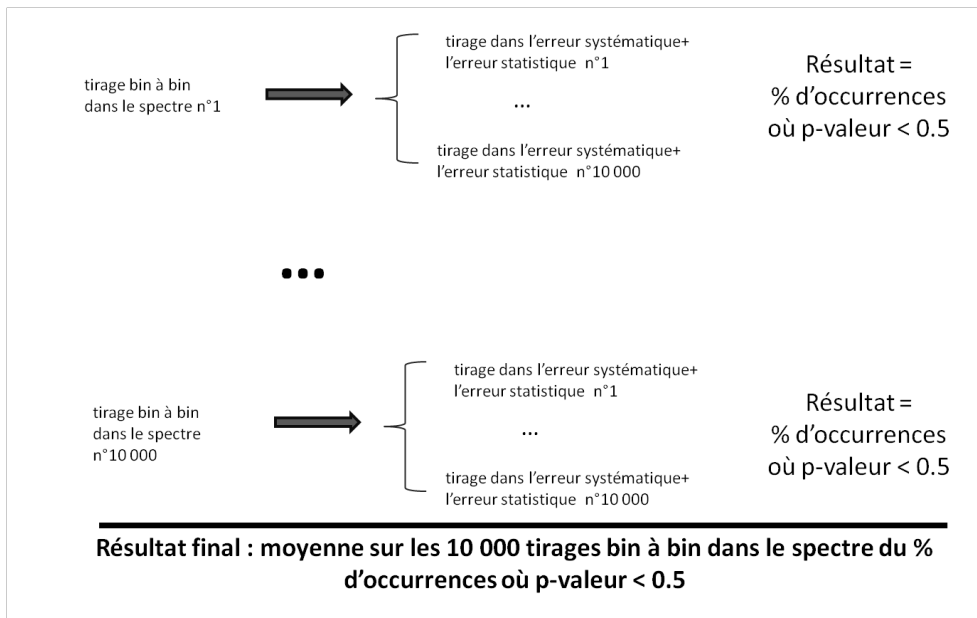 tirage bin à bin
dans le spectre n°1
tirage dans l'erreur systématique+
l'erreur statistique n°1
...
tirage dans l'erreur systématique+
l'erreur statistique n°10 000
Résultat =
% d'occurrences
où p-valeur < 0.5
...
tirage bin à bin
dans le spectre
n°10 000
tirage dans l'erreur systématique+
l'erreur statistique n°1
...
tirage dans l'erreur systématique+
l'erreur statistique n°10 000
Résultat =
% d'occurrences
où p-valeur < 0.5
Résultat final : moyenne sur les 10 000 tirages bin à bin dans le spectre du %
d'occurrences où p-valeur < 0.5